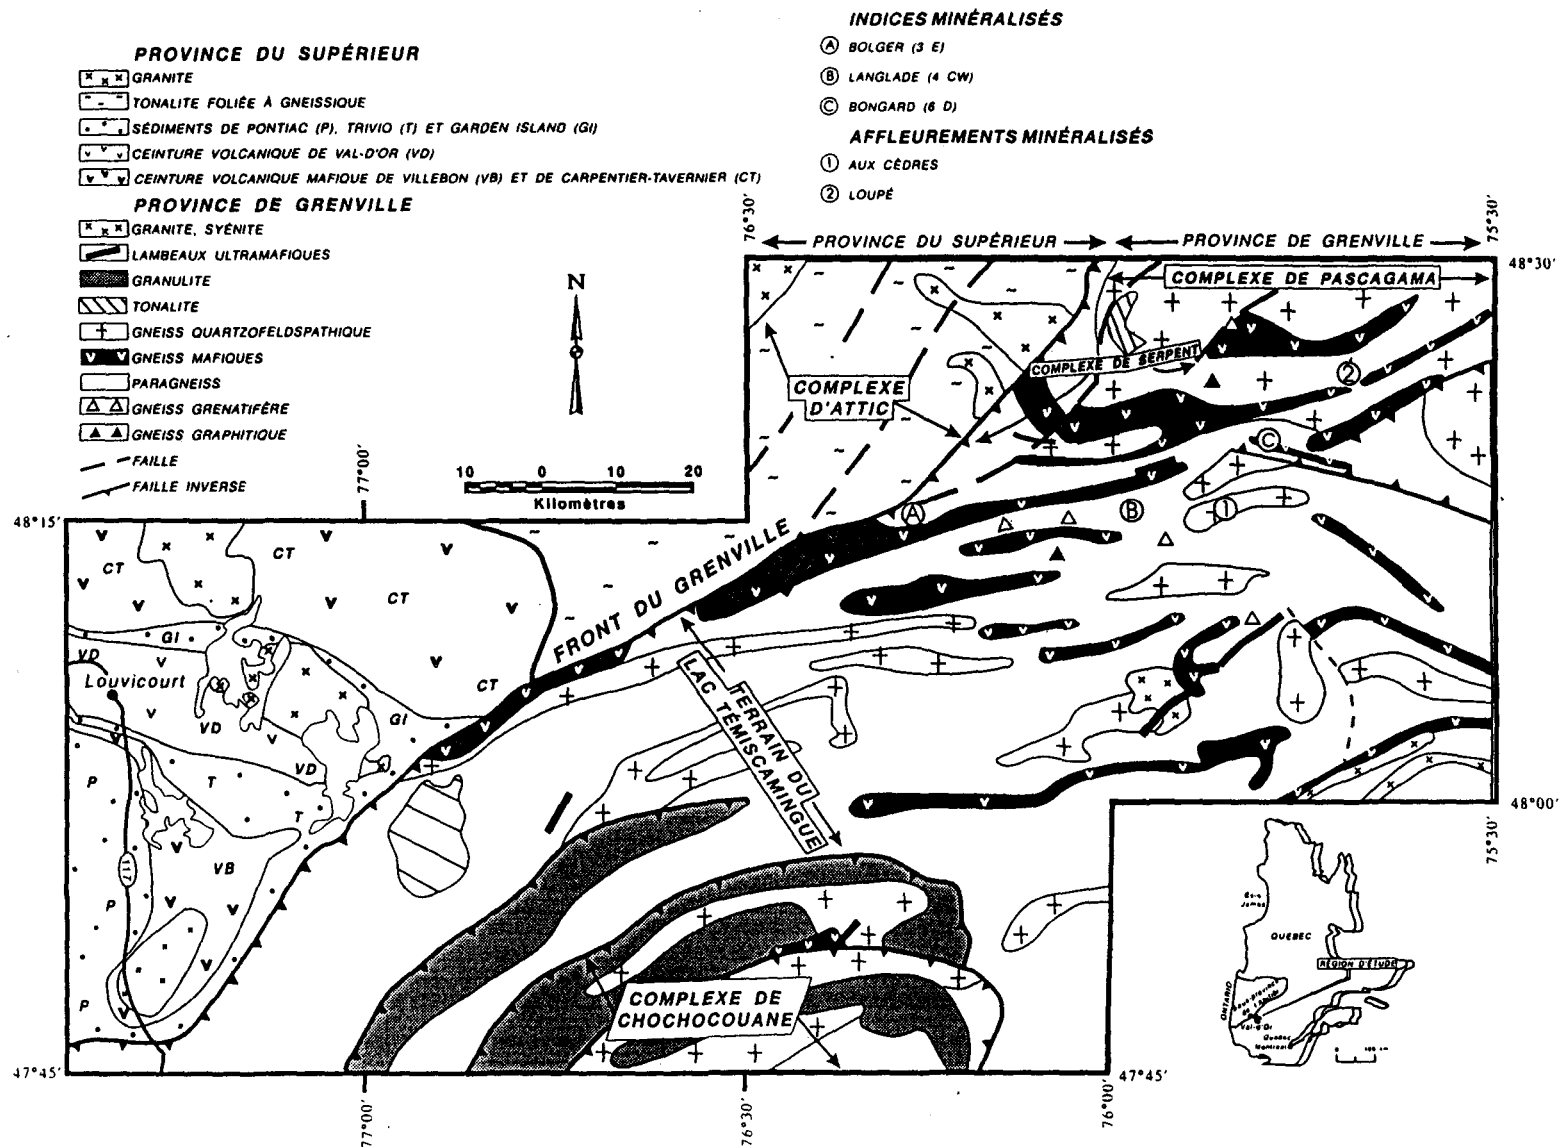 INDICES MINÉRALISÉS
Ⓐ BOLGER (3 E)
Ⓑ LANGLADE (4 CW)
Ⓒ BONGARD (6 D)
AFFLEUREMENTS MINÉRALISÉS
① AUX CÈDRES
② LOUPÉ
PROVINCE DU SUPÉRIEUR
GRANITE
TONALITE FOLIÉE À GNEISSIQUE
SÉDIMENTS DE PONTIAC (P), TRIVIO (T) ET GARDEN ISLAND (GI)
CEINTURE VOLCANIQUE DE VAL-D'OR (VD)
CEINTURE VOLCANIQUE MAFIQUE DE VILLEBON (VB) ET DE CARPENTIER-TAVERNIER (CT)
PROVINCE DE GRENVILLE
GRANITE, SYÉNITE
LAMBEAUX ULTRAMAFIQUES
GRANULITE
TONALITE
GNEISS QUARTZOFELDSPATHIQUE
GNEISS MAFIQUES
PARAGNEISS
GNEISS GRENATIFÈRE
GNEISS GRAPHITIQUE
FAILLE
FAILLE INVERSE
N
10 0 10 20
Kilomètres
76°30'
75°30'
PROVINCE DU SUPÉRIEUR
PROVINCE DE GRENVILLE
48°30'
COMPLEXE DE PASCAGAMA
COMPLEXE DE SERPENT
COMPLEXE
D'ATTIC
2
C
A
B
1
77°00'
48°15'
FRONT DU GRENVILLE
CT
CT
CT
CT
GI
VD
Louvicourt
VD
GI
VD
P
T
T
VB
117
P
P
TERRAIN DU
LAC TÉMISCAMINGUE
48°00'
75°30'
COMPLEXE DE
CHOCHOCOUANE
47°45'
47°45'
77°00'
76°30'
76°00'
QUÉBEC
RÉGION D'ÉTUDE
ONTARIO
Val-d'Or
Québec
Montréal